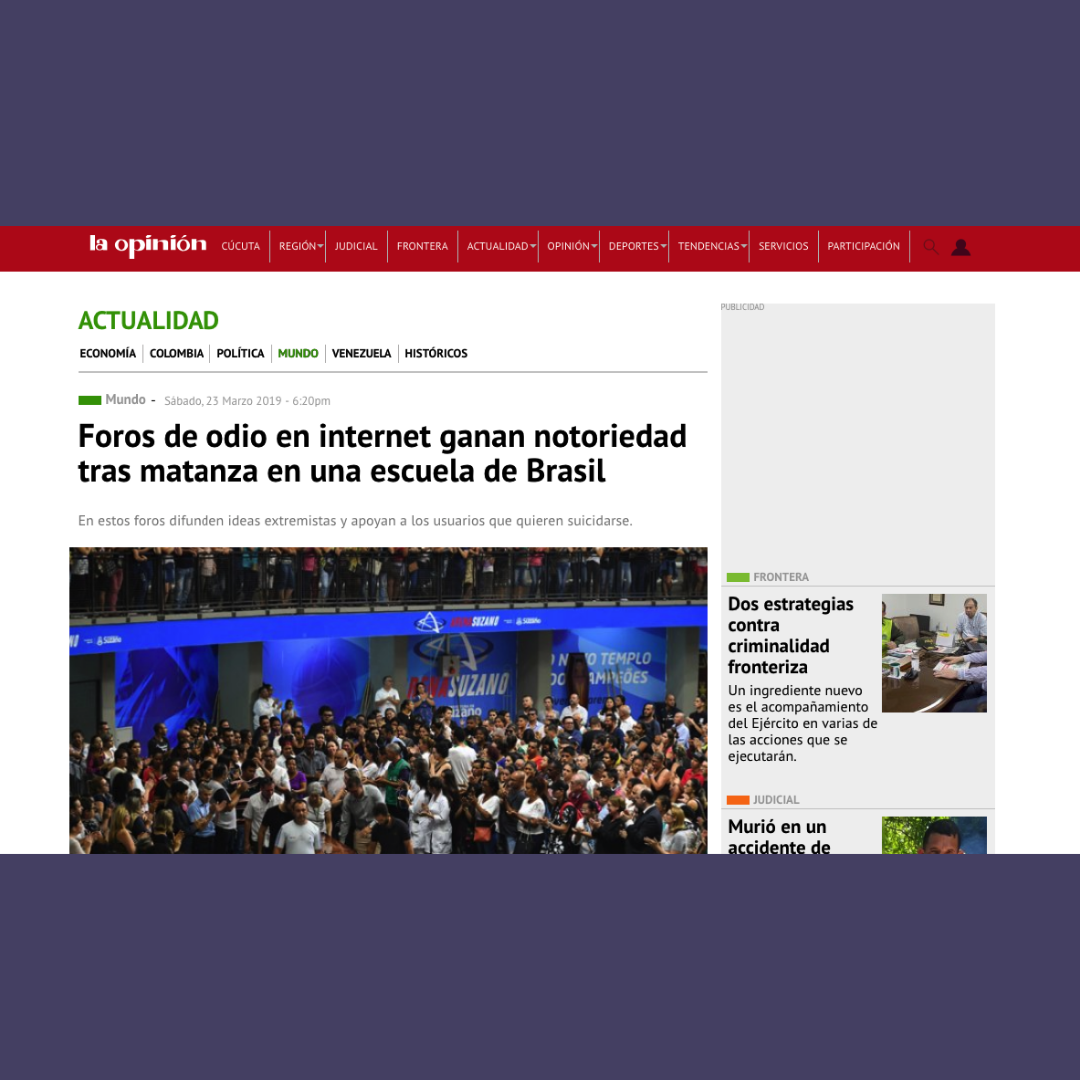 la opinión
CÚCUTA
REGIÓN
JUDICIAL
FRONTERA
ACTUALIDAD
OPINIÓN
DEPORTES
TENDENCIAS
SERVICIOS
PARTICIPACIÓN
ACTUALIDAD
ECONOMÍA
COLOMBIA
POLÍTICA
MUNDO
VENEZUELA
HISTÓRICOS
Mundo - Sábado, 23 Marzo 2019 - 6:20pm
Foros de odio en internet ganan notoriedad
tras matanza en una escuela de Brasil
En estos foros difunden ideas extremistas y apoyan a los usuarios que quieren suicidarse.
SUZANO
NO TEMPLO
SUZANO
PUBLICIDAD
FRONTERA
Dos estrategias
contra
criminalidad
fronteriza
Un ingrediente nuevo
es el acompañamiento
del Ejército en varias de
las acciones que se
ejecutarán.
JUDICIAL
Murió en un
accidente de